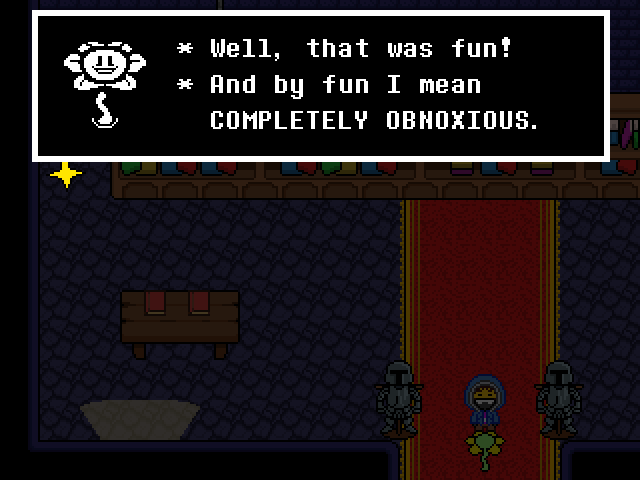 * Well, that was fun!
* And by fun I mean
COMPLETELY OBNOXIOUS.